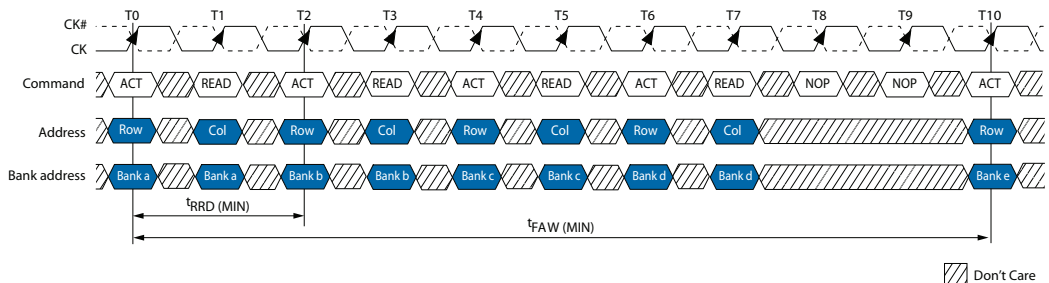 T0 T1 T2 T3 T4 T5 T6 T7 T8 T9 T10
CK#
CK
Command ACT READ ACT READ ACT READ ACT READ NOP NOP ACT
Address Row Col Row Col Row Col Row Col Row
Bank address Bank a Bank a Bank b Bank b Bank c Bank c Bank d Bank d Bank e
tRRD (MIN)
tFAW (MIN)
Don't Care